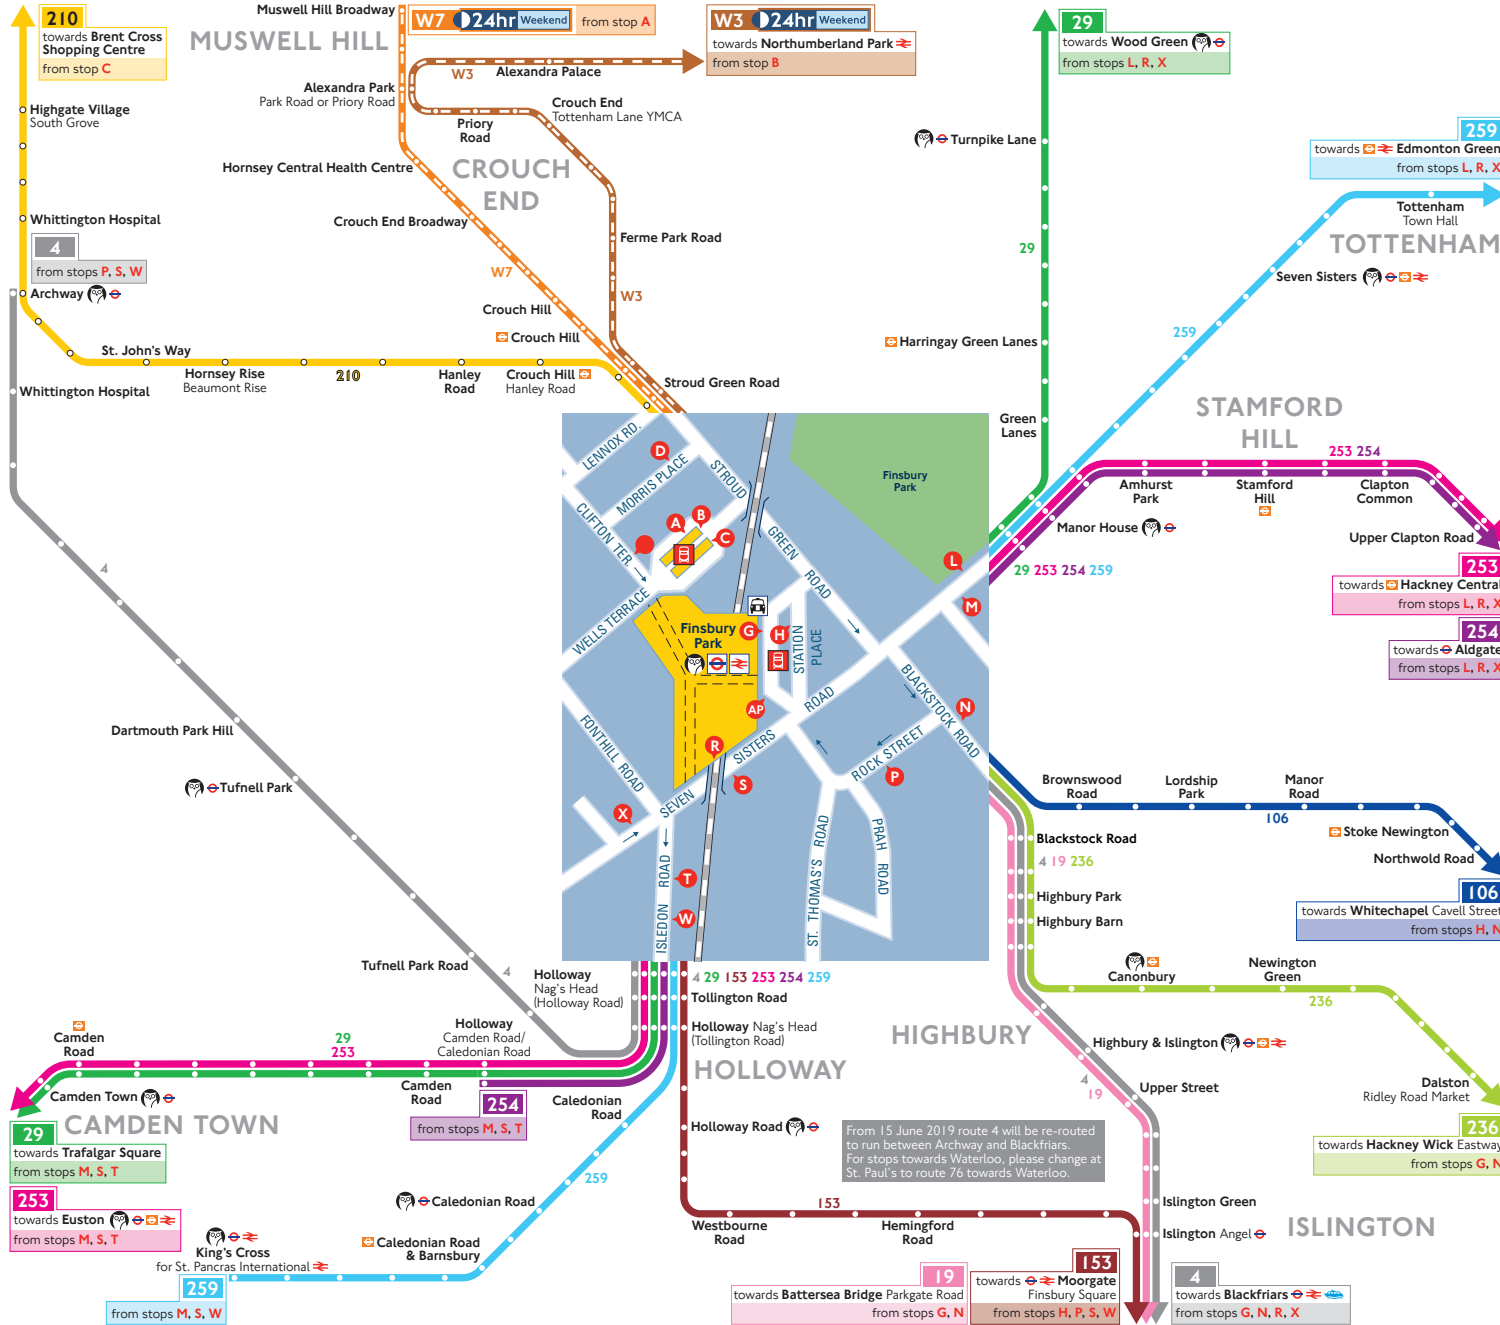 210
towards Brent Cross
Shopping Centre
from stop C
MUSWELL HILL
Muswell Hill Broadway
W7 24hr Weekend from stop A
W3 24hr Weekend
towards Northumberland Park
from stop B
29
towards Wood Green
from stops L, R, X
W3
Alexandra Palace
Alexandra Park
Park Road or Priory Road
Crouch End
Tottenham Lane YMCA
Priory
Road
Highgate Village
South Grove
Hornsey Central Health Centre
CROUCH
END
Turnpike Lane
259
towards Edmonton Green
from stops L, R, X
Tottenham
Town Hall
TOTTENHAM
Whittington Hospital
Crouch End Broadway
Ferme Park Road
29
4
from stops P, S, W
Archway
W7
W3
Seven Sisters
259
Crouch Hill
Crouch Hill
Harringay Green Lanes
St. John's Way
Hornsey Rise
Beaumont Rise
210
Hanley
Road
Crouch Hill
Hanley Road
Stroud Green Road
Whittington Hospital
Green
Lanes
STAMFORD
HILL
253 254
Amhurst
Park
Stamford
Hill
Clapton
Common
Manor House
Upper Clapton Road
29 253 254 259
253
towards Hackney Central
from stops L, R, X
254
towards Aldgate
from stops L, R, X
LENNOX RD.
D
MORRIS PLACE
STROUD
Finsbury
Park
CLIFTON TER.
A
B
C
GREEN
ROAD
L
M
WELLS TERRACE
Finsbury
Park
G
H
STATION
PLACE
AP
ROAD
BLACKSTOCK ROAD
N
FONTHILL ROAD
R
SISTERS
S
ROCK STREET
P
X
SEVEN
ST. THOMAS'S ROAD
PRAH ROAD
ISLEDON ROAD
T
W
4
Dartmouth Park Hill
Tufnell Park
Tufnell Park Road
4
Brownswood
Road
Lordship
Park
Manor
Road
106
Stoke Newington
Northwold Road
106
towards Whitechapel Cavell Street
from stops H, N
Blackstock Road
4 19 236
Highbury Park
Highbury Barn
Canonbury
Newington
Green
236
Holloway
Nag's Head
(Holloway Road)
4 29 153 253 254 259
Tollington Road
Holloway Nag's Head
(Tollington Road)
HOLLOWAY
HIGHBURY
Highbury & Islington
4
19
Upper Street
Dalston
Ridley Road Market
236
towards Hackney Wick Eastway
from stops G, N
Camden
Road
29
253
Holloway
Camden Road/
Caledonian Road
Camden Town
CAMDEN TOWN
Camden
Road
254
from stops M, S, T
Caledonian
Road
29
towards Trafalgar Square
from stops M, S, T
253
towards Euston
from stops M, S, T
Holloway Road
From 15 June 2019 route 4 will be re-routed
to run between Archway and Blackfriars.
For stops towards Waterloo, please change at
St. Paul's to route 76 towards Waterloo.
259
Caledonian Road
Caledonian Road
& Barnsbury
King's Cross
for St. Pancras International
259
from stops M, S, W
153
Westbourne
Road
Hemingford
Road
Islington Green
Islington Angel
ISLINGTON
19
towards Battersea Bridge Parkgate Road
from stops G, N
153
towards Moorgate
Finsbury Square
from stops H, P, S, W
4
towards Blackfriars
from stops G, N, R, X